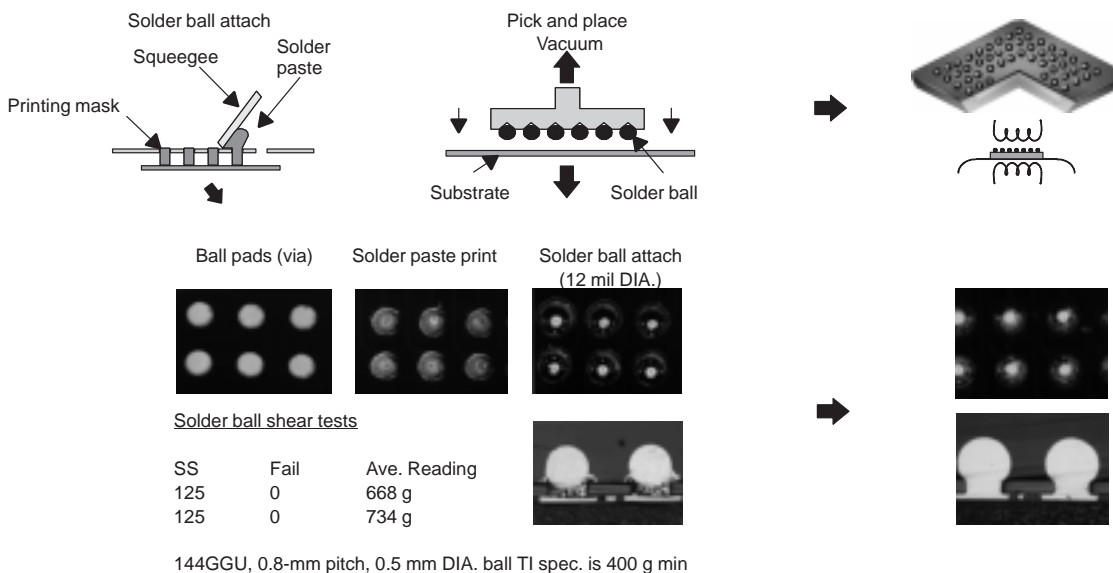 Solder ball attach
Squeegee
Solder
paste
Printing mask
Pick and place
Vacuum
Substrate
Solder ball
Ball pads (via)
Solder paste print
Solder ball attach
(12 mil DIA.)
Solder ball shear tests
SS Fail Ave. Reading
125 0 668 g
125 0 734 g
144GGU, 0.8-mm pitch, 0.5 mm DIA. ball TI spec. is 400 g min